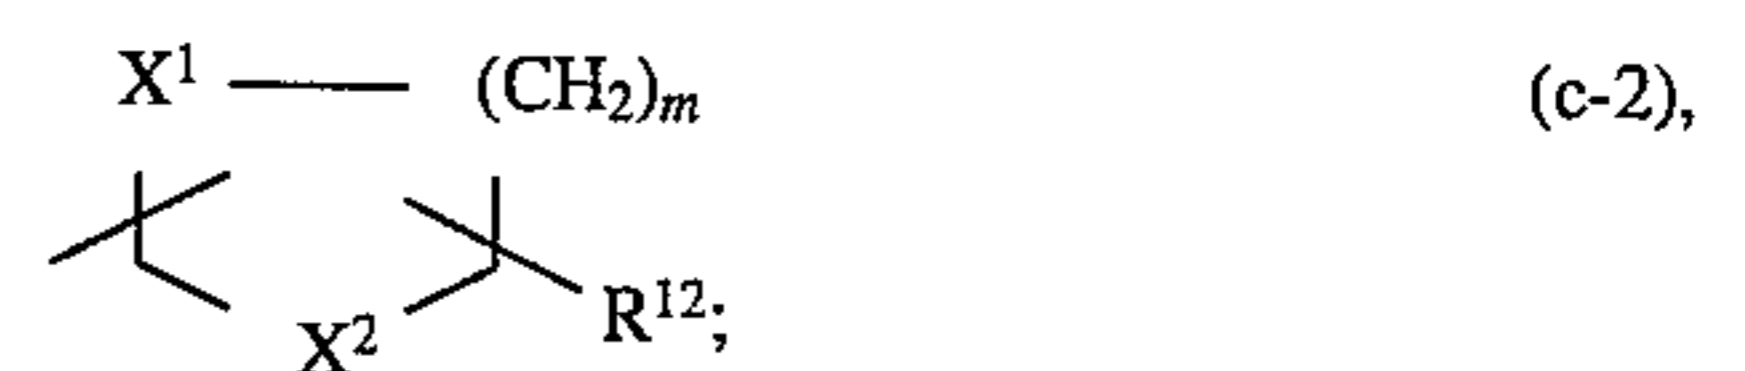 X¹ (CH₂)ₘ (c-2),
R¹²;
X²